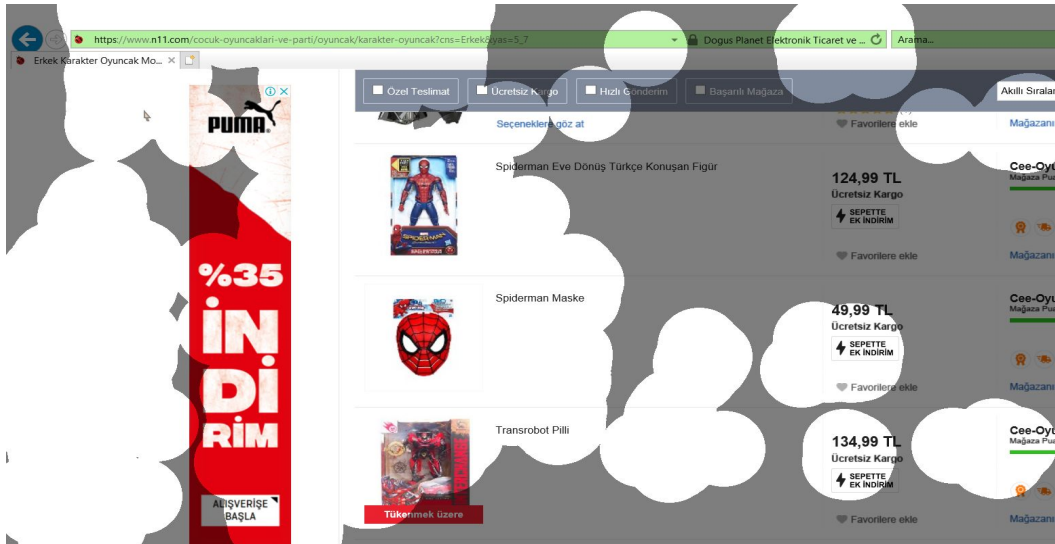 https://www.n11.com/cocuk-oyuncaklari-ve-parti/oyuncak/karakter-oyuncak?cns=Erkek&yas=5_7
Dogus Planet Elektronik Ticaret ve ...
Arama...
Erkek Karakter Oyuncak Mo...
Özel Teslimat
Ücretsiz Kargo
Hızlı Gönderim
Başarılı Mağaza
Akıllı Sıralar
PUMA
%35
İN
Dİ
RİM
ALIŞVERİŞE
BAŞLA
Seçeneklere göz at
Favorilere ekle
Mağazanı
Spiderman Eve Dönüş Türkçe Konuşan Figür
124,99 TL
Ücretsiz Kargo
SEPETTE
EK İNDİRİM
Favorilere ekle
Cee-Oyu
Mağaza Pua
Mağazanı
Spiderman Maske
49,99 TL
Ücretsiz Kargo
SEPETTE
EK İNDİRİM
Favorilere ekle
Cee-Oyu
Mağaza Pua
Mağazanı
Transrobot Pilli
Tükenmek üzere
134,99 TL
Ücretsiz Kargo
SEPETTE
EK İNDİRİM
Favorilere ekle
Cee-Oyu
Mağaza Pua
Mağazanı